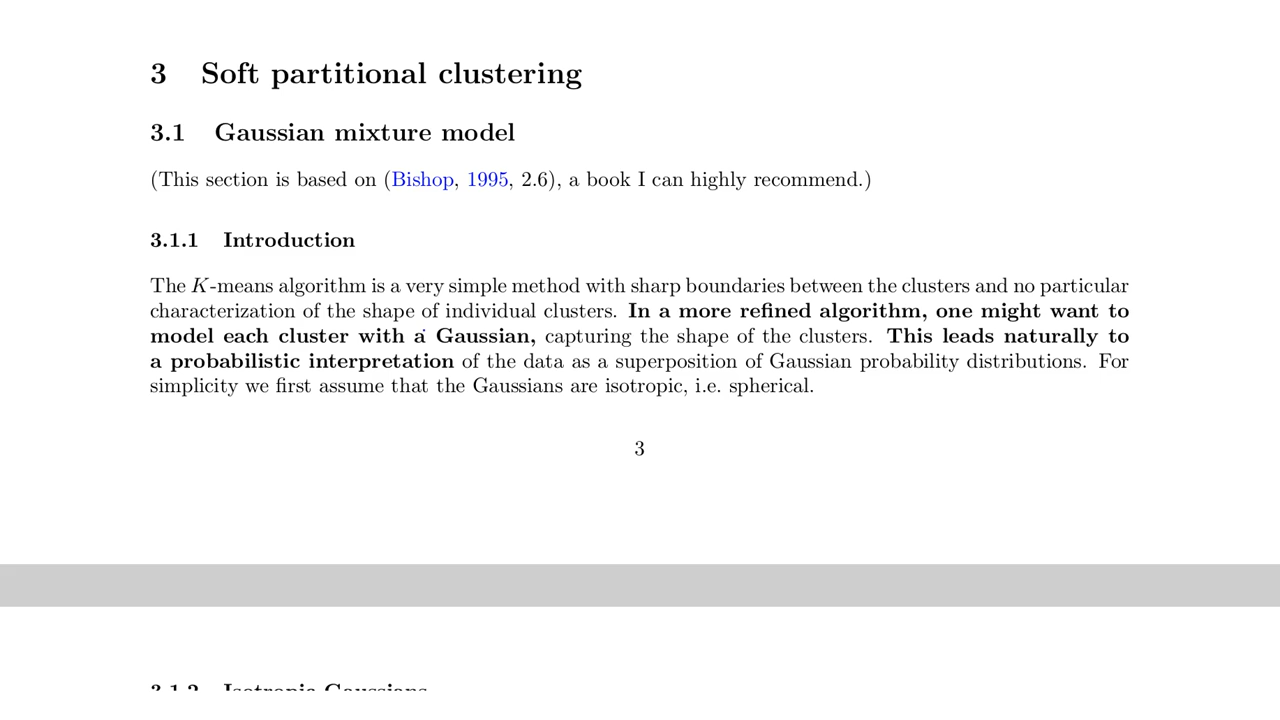 3 Soft partitional clustering
3.1 Gaussian mixture model
(This section is based on (Bishop, 1995, 2.6), a book I can highly recommend.)
3.1.1 Introduction
The K-means algorithm is a very simple method with sharp boundaries between the clusters and no particular
characterization of the shape of individual clusters. In a more refined algorithm, one might want to
model each cluster with a Gaussian, capturing the shape of the clusters. This leads naturally to
a probabilistic interpretation of the data as a superposition of Gaussian probability distributions. For
simplicity we first assume that the Gaussians are isotropic, i.e. spherical.
3
3.1.2 Isotropic Gaussians